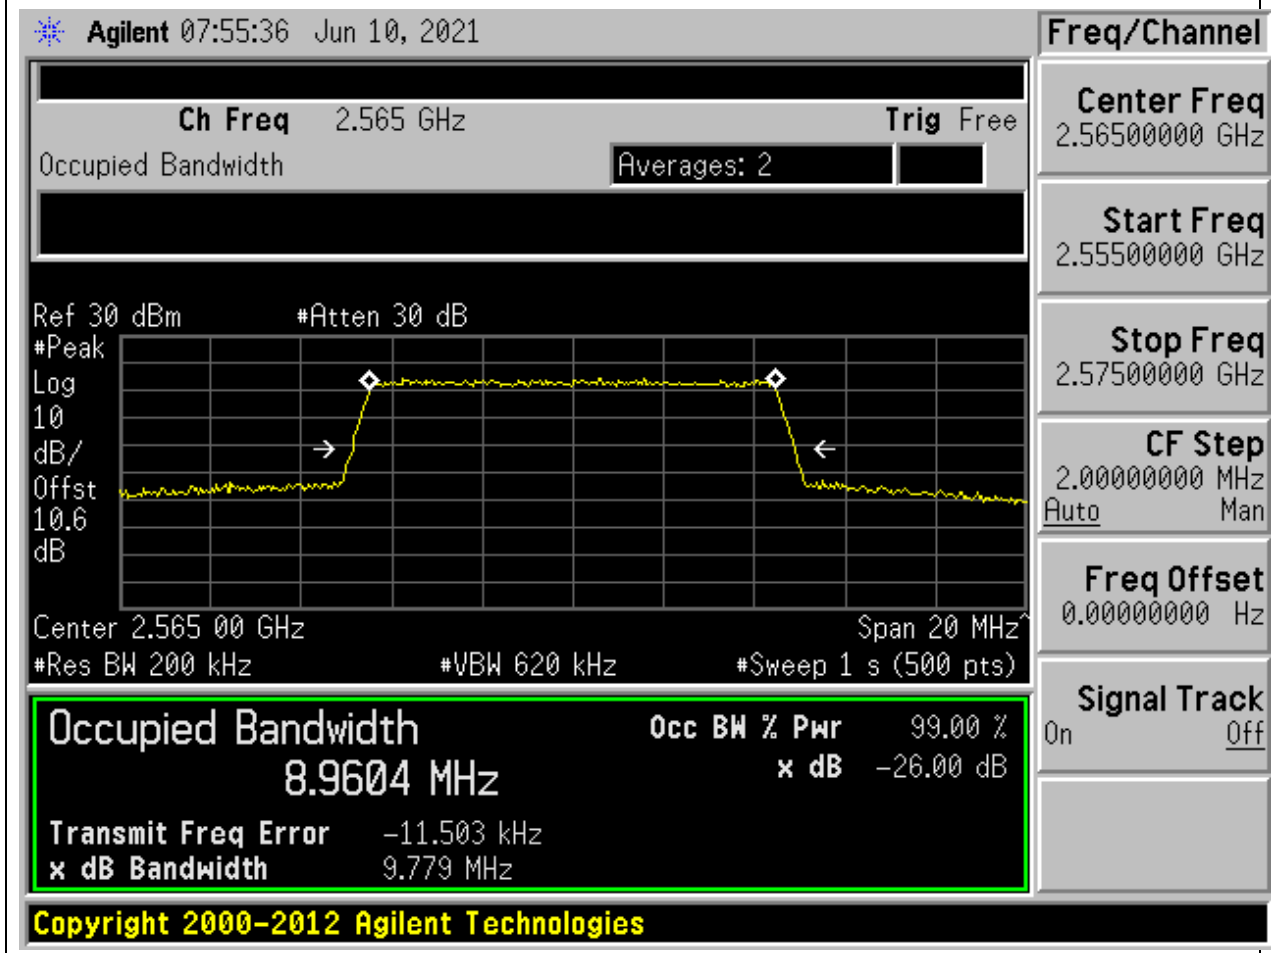 Agilent 07:55:36 Jun 10, 2021
Freq/Channel
Ch Freq 2.565 GHz Trig Free
Occupied Bandwidth Averages: 2
Ref 30 dBm #Atten 30 dB
#Peak
Log
10
dB/
Offst
10.6
dB
Center 2.565 00 GHz Span 20 MHz^
#Res BW 200 kHz #VBW 620 kHz #Sweep 1 s (500 pts)
Occupied Bandwidth
8.9604 MHz
Occ BW % Pwr 99.00 %
x dB -26.00 dB
Transmit Freq Error -11.503 kHz
x dB Bandwidth 9.779 MHz
Copyright 2000-2012 Agilent Technologies
Center Freq
2.56500000 GHz
Start Freq
2.55500000 GHz
Stop Freq
2.57500000 GHz
CF Step
2.00000000 MHz
Auto Man
Freq Offset
0.00000000 Hz
Signal Track
On Off